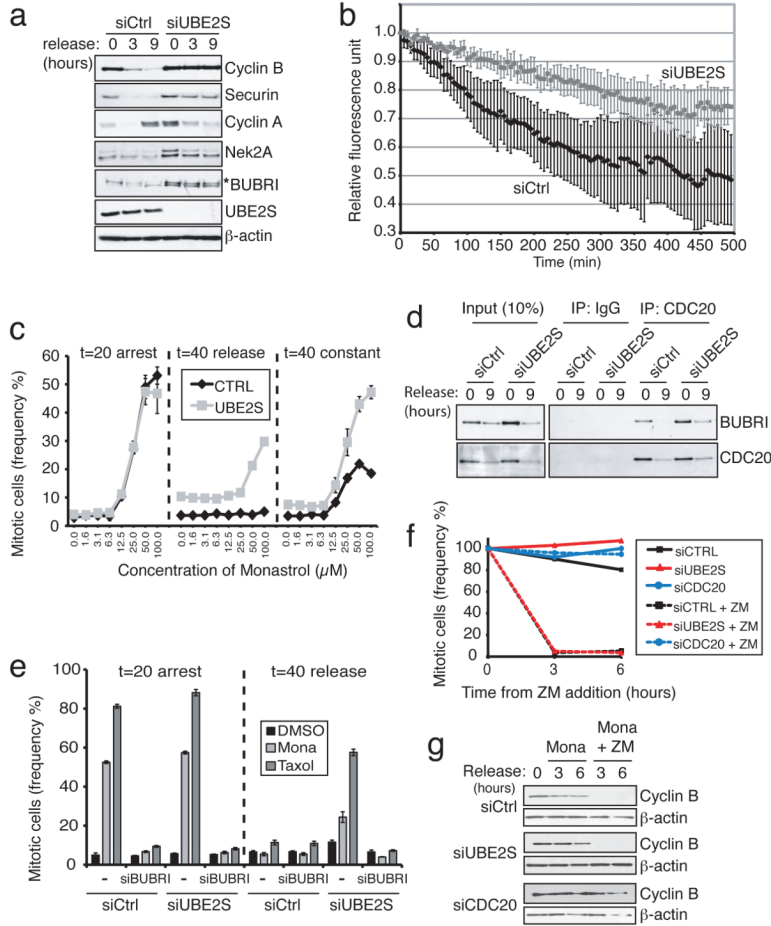 a
siCtrl siUBE2S
release: 0 3 9 0 3 9
(hours)
Cyclin B
Securin
Cyclin A
Nek2A
*BUBRI
UBE2S
β-actin
b
Relative fluorescence unit
1.0
0.9
0.8
0.7
0.6
0.5
0.4
0.3
siUBE2S
siCtrl
0 50 100 150 200 250 300 350 400 450 500
Time (min)
c
t=20 arrest t=40 release t=40 constant
Mitotic cells (frequency %)
60
50
40
30
20
10
0
CTRL
UBE2S
0.0 1.6 3.1 6.3 12.5 25.0 50.0 100.0 0.0 1.6 3.1 6.3 12.5 25.0 50.0 100.0 0.0 1.6 3.1 6.3 12.5 25.0 50.0 100.0
Concentration of Monastrol (µM)
d
Input (10%) IP: IgG IP: CDC20
siCtrl siUBE2S siCtrl siUBE2S siCtrl siUBE2S
Release: 0 9 0 9 0 9 0 9 0 9 0 9
(hours)
BUBRI
CDC20
e
t=20 arrest t=40 release
Mitotic cells (frequency %)
100
80
60
40
20
0
DMSO
Mona
Taxol
- siBUBRI - siBUBRI - siBUBRI - siBUBRI
siCtrl siUBE2S siCtrl siUBE2S
f
Mitotic cells (frequency %)
100
80
60
40
20
0
0 3 6
Time from ZM addition (hours)
siCTRL
siUBE2S
siCDC20
siCTRL + ZM
siUBE2S + ZM
siCDC20 + ZM
g
Mona Mona + ZM
Release: 0 3 6 3 6
(hours)
siCtrl
Cyclin B
β-actin
siUBE2S
Cyclin B
β-actin
siCDC20
Cyclin B
β-actin